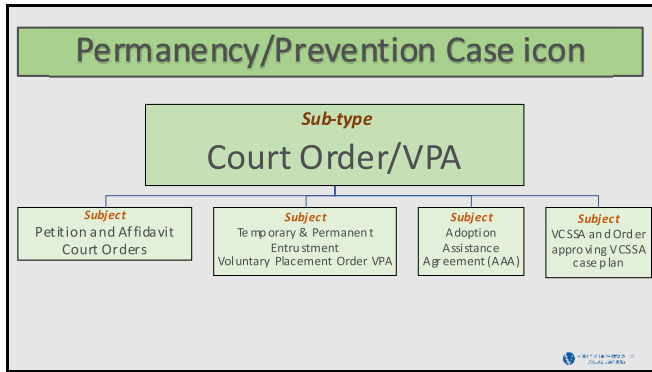 Permanency/Prevention Case icon
Sub-type
Court Order/VPA
Subject
Petition and Affidavit
Court Orders
Subject
Temporary & Permanent
Entrustment
Voluntary Placement Order VPA
Subject
Adoption
Assistance
Agreement (AAA)
Subject
VCSSA and Order
approving VCSSA
case plan